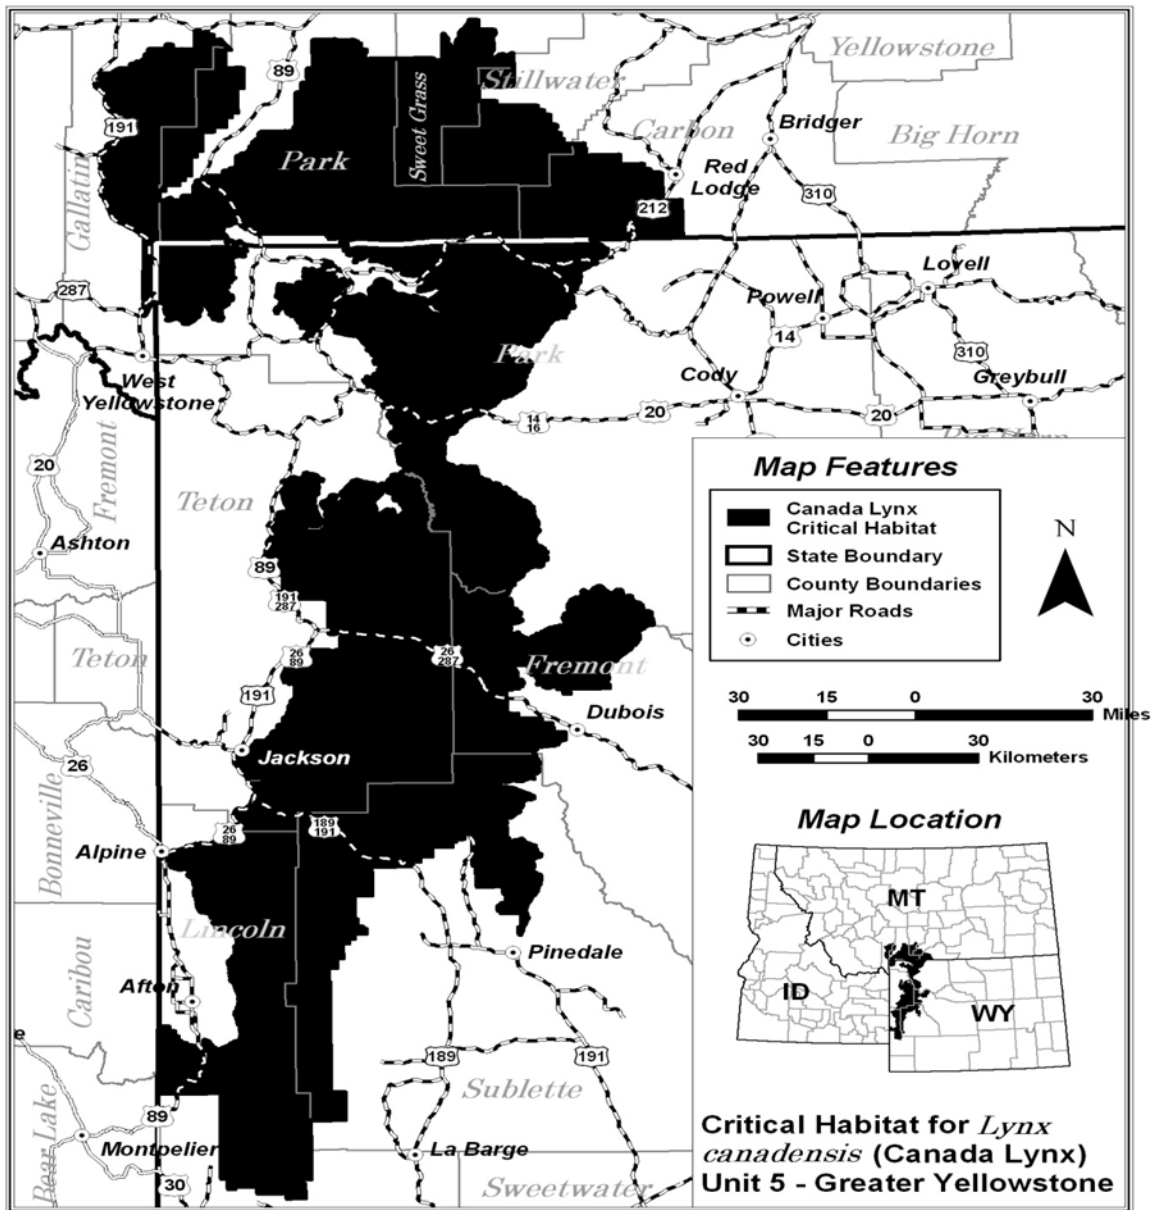 Yellowstone
Stillwater
89
Sweet Grass
191
Carbon
Bridger
Big Horn
Park
Red
Lodge
Gallatin
310
212
Lovell
287
Powell
14
Park
310
West
Yellowstone
Cody
Greybull
14
16
20
20
20
Fremont
Teton
Ashton
89
191
287
Teton
26
89
26
287
Fremont
191
Dubois
26
Jackson
Bonneville
26
89
189
191
Alpine
Lincoln
Pinedale
Caribou
Afton
e
189
191
Sublette
Bear Lake
89
Montpelier
La Barge
30
Sweetwater
Map Features
Canada Lynx
Critical Habitat
State Boundary
County Boundaries
Major Roads
Cities
N
30 15 0 30 Miles
30 15 0 30 Kilometers
Map Location
MT
ID
WY
Critical Habitat for Lynx
canadensis (Canada Lynx)
Unit 5 - Greater Yellowstone